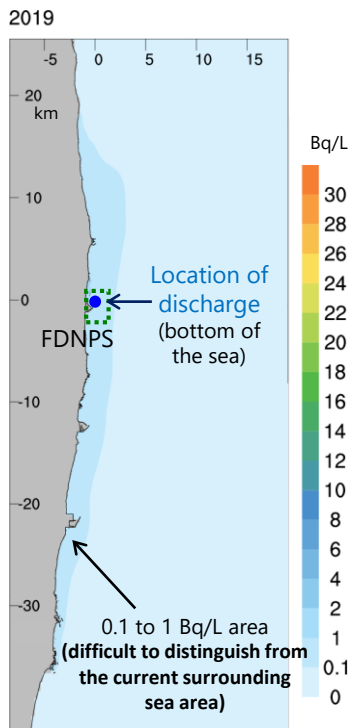 2019
-5 0 5 10 15
20
km
Bq/L
10
30
28
26
Location of
discharge
24
0
(bottom of
the sea)
22
FDNPS
20
18
16
-10
14
12
10
8
-20
6
4
2
-30
0.1 to 1 Bq/L area
1
(difficult to distinguish from
the current surrounding
sea area)
0.1
0